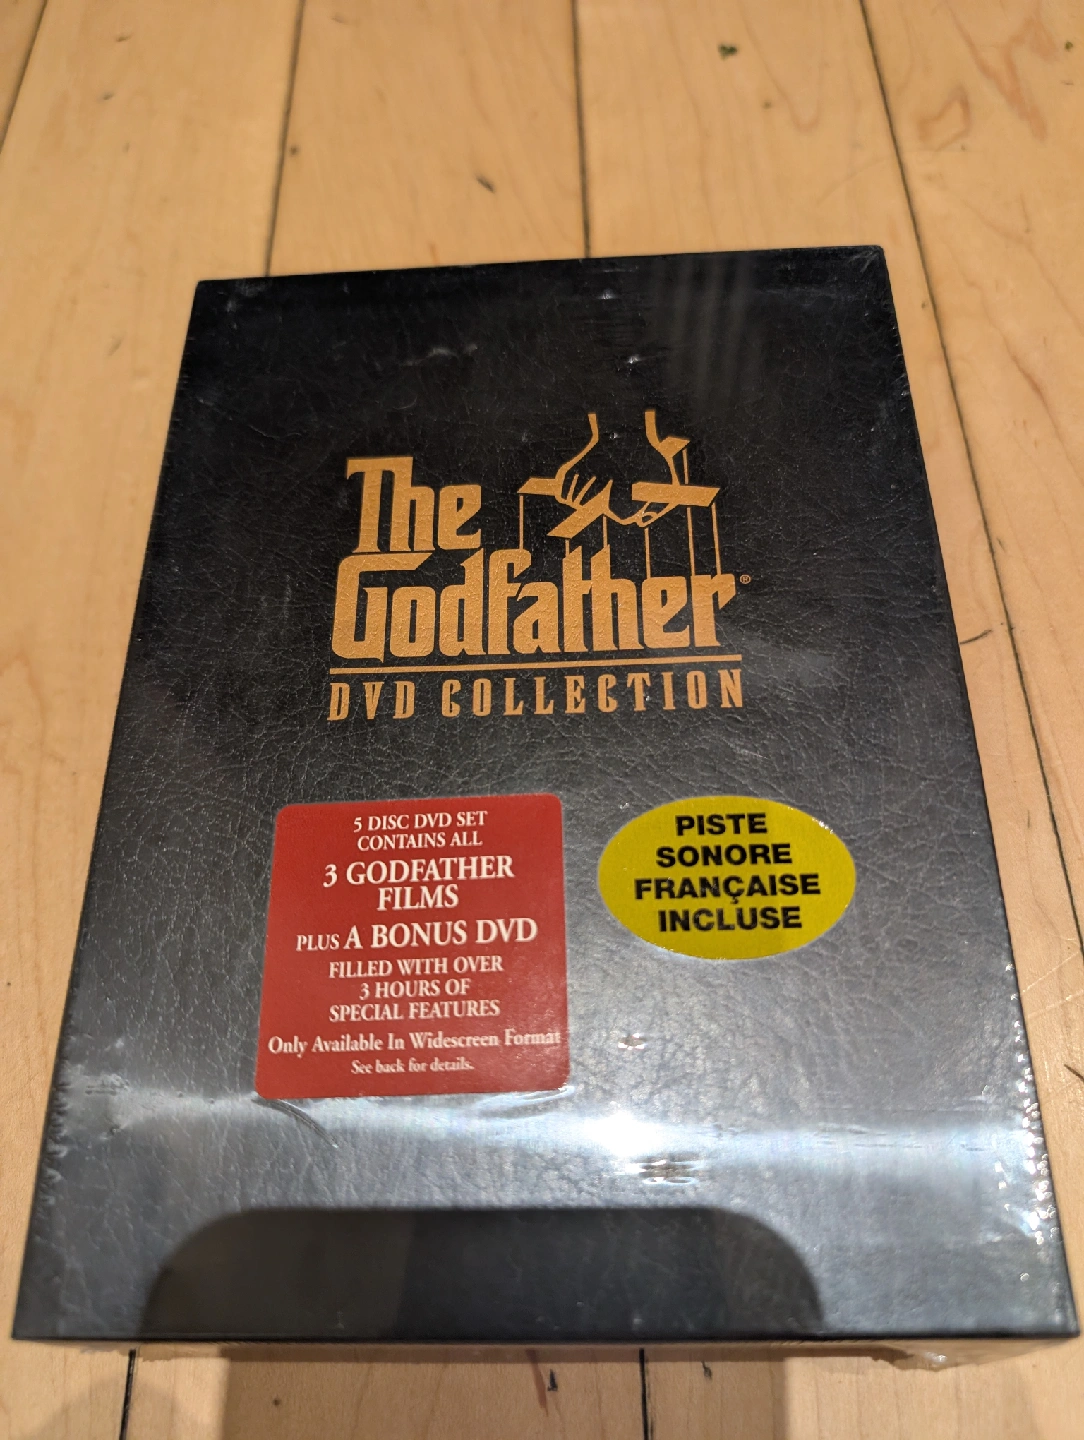 The
Godfather®
DVD COLLECTION
5 DISC DVD SET
CONTAINS ALL
3 GODFATHER
FILMS
PLUS A BONUS DVD
FILLED WITH OVER
3 HOURS OF
SPECIAL FEATURES
Only Available In Widescreen Format
See back for details.
PISTE
SONORE
FRANÇAISE
INCLUSE